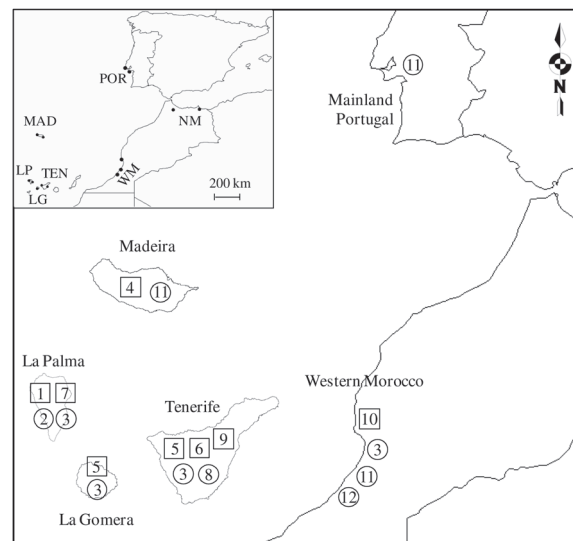 POR
NM
MAD
LP
TEN
LG
WM
200 km
N
11
Mainland
Portugal
Madeira
4 11
La Palma
1 7
2 3
Tenerife
5 6 9
3 8
5
3
La Gomera
Western Morocco
10
3
11
12